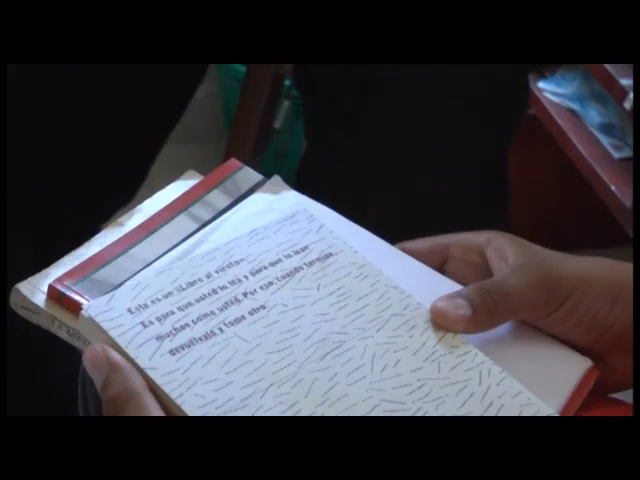 Este es un «Libro al viento».
Es para que usted lo lea y para que lo lean
muchos como usted. Por eso, cuando termine,
devuélvalo y tome otro.